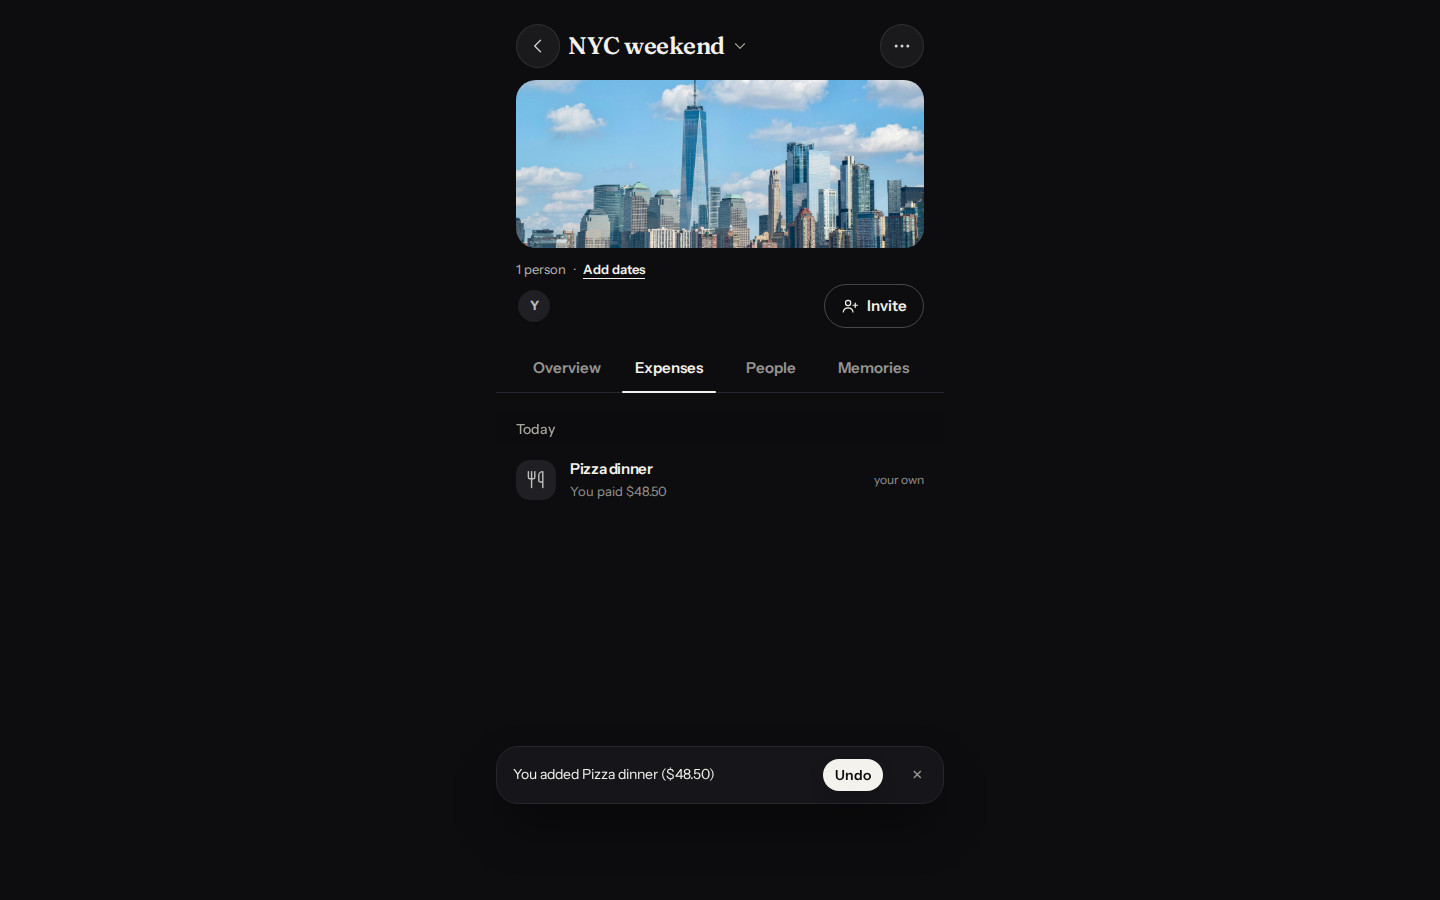 NYC weekend
1 person · Add dates
Y
Invite
Overview Expenses People Memories
Today
Pizza dinner
You paid $48.50
your own
You added Pizza dinner ($48.50) Undo ×